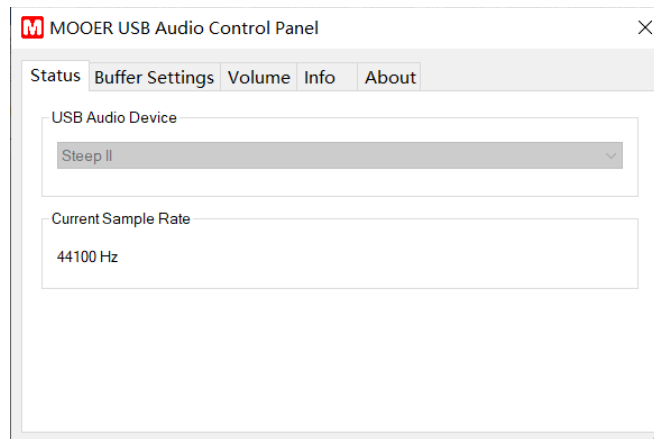 M MOOER USB Audio Control Panel
Status Buffer Settings Volume Info About
USB Audio Device
Steep II
Current Sample Rate
44100 Hz